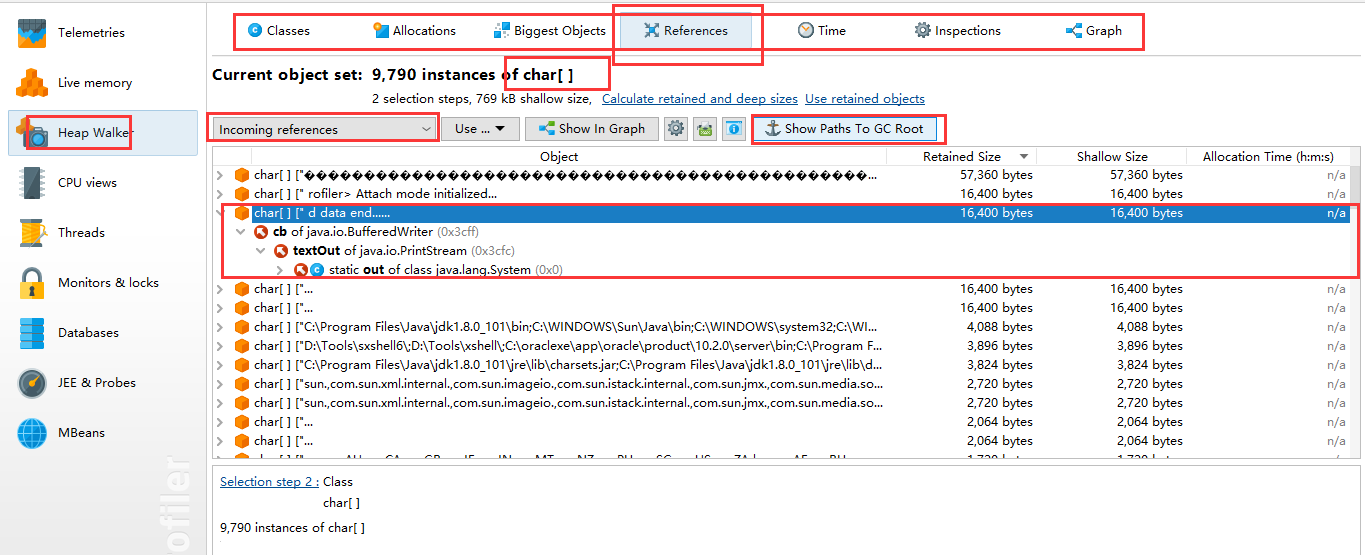 Telemetries
Live memory
Heap Walker
CPU views
Threads
Monitors & locks
Databases
JEE & Probes
MBeans
rofiler
Classes Allocations Biggest Objects References Time Inspections Graph
Current object set: 9,790 instances of char[ ]
2 selection steps, 769 kB shallow size, Calculate retained and deep sizes Use retained objects
Incoming references Use ... Show In Graph Show Paths To GC Root
Object Retained Size Shallow Size Allocation Time (h:m:s)
char[ ] ["������������������������������������������������... 57,360 bytes 57,360 bytes n/a
char[ ] [" rofiler> Attach mode initialized... 16,400 bytes 16,400 bytes n/a
char[ ] [" d data end...... 16,400 bytes 16,400 bytes n/a
cb of java.io.BufferedWriter (0x3cff)
textOut of java.io.PrintStream (0x3cfc)
static out of class java.lang.System (0x0)
char[ ] ["... 16,400 bytes 16,400 bytes n/a
char[ ] ["... 16,400 bytes 16,400 bytes n/a
char[ ] ["C:\Program Files\Java\jdk1.8.0_101\bin;C:\WINDOWS\Sun\Java\bin;C:\WINDOWS\system32;C:\WI... 4,088 bytes 4,088 bytes n/a
char[ ] ["D:\Tools\sxshell6\;D:\Tools\xshell\;C:\oraclexe\app\oracle\product\10.2.0\server\bin;C:\Program F... 3,896 bytes 3,896 bytes n/a
char[ ] ["C:\Program Files\Java\jdk1.8.0_101\jre\lib\charsets.jar;C:\Program Files\Java\jdk1.8.0_101\jre\lib\d... 3,824 bytes 3,824 bytes n/a
char[ ] ["sun.,com.sun.xml.internal.,com.sun.imageio.,com.sun.istack.internal.,com.sun.jmx.,com.sun.media.so... 2,720 bytes 2,720 bytes n/a
char[ ] ["sun.,com.sun.xml.internal.,com.sun.imageio.,com.sun.istack.internal.,com.sun.jmx.,com.sun.media.so... 2,720 bytes 2,720 bytes n/a
char[ ] ["... 2,064 bytes 2,064 bytes n/a
char[ ] ["... 2,064 bytes 2,064 bytes n/a
Selection step 2 : Class
char[ ]
9,790 instances of char[ ]